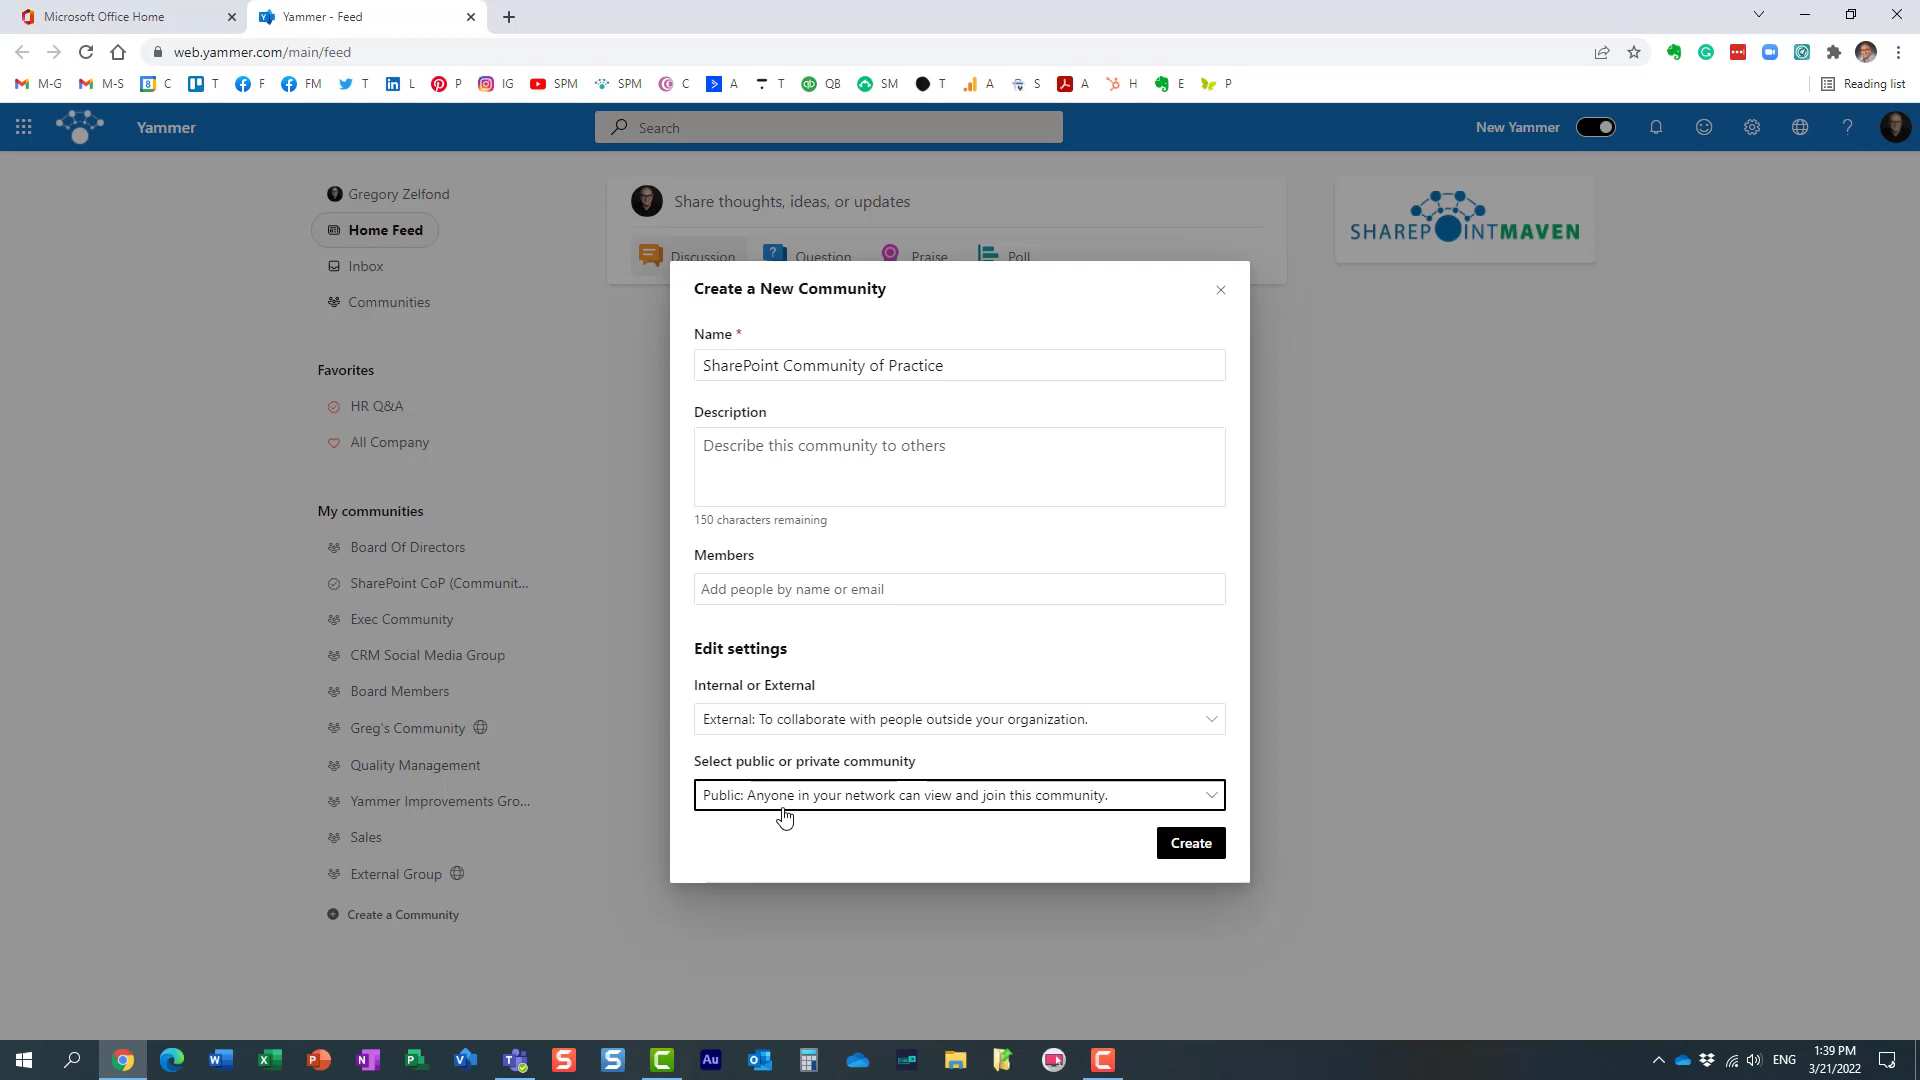 Microsoft Office Home
Yammer - Feed
web.yammer.com/main/feed
M-G M-S C T F FM T L P IG SPM SPM C A T QB SM T A S A H E P Reading list
Yammer
Search
New Yammer
Gregory Zelfond
Home Feed
Inbox
Communities
Favorites
HR Q&A
All Company
My communities
Board Of Directors
SharePoint CoP (Communit...
Exec Community
CRM Social Media Group
Board Members
Greg's Community
Quality Management
Yammer Improvements Gro...
Sales
External Group
Create a Community
Share thoughts, ideas, or updates
Discussion Question Praise Poll
SHAREPOINTMAVEN
Create a New Community
Name *
SharePoint Community of Practice
Description
Describe this community to others
150 characters remaining
Members
Add people by name or email
Edit settings
Internal or External
External: To collaborate with people outside your organization.
Select public or private community
Public: Anyone in your network can view and join this community.
Create
ENG
1:39 PM
3/21/2022